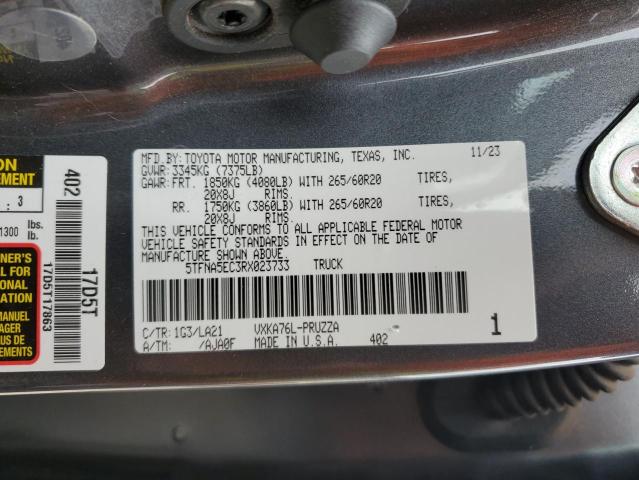 MFD.BY: TOYOTA MOTOR MANUFACTURING, TEXAS, INC. 11/23
GVWR: 3345KG (7375LB)
GAWR: FRT. 1850KG (4080LB) WITH 265/60R20 TIRES,
20X8J RIMS.
RR. 1750KG (3860LB) WITH 265/60R20 TIRES,
20X8J RIMS.
THIS VEHICLE CONFORMS TO ALL APPLICABLE FEDERAL MOTOR
VEHICLE SAFETY STANDARDS IN EFFECT ON THE DATE OF
MANUFACTURE SHOWN ABOVE.
5TFNA5EC3RX023733 TRUCK
C/TR: 1G3/LA21 VXKA76L-PRUZZA
A/TM: /AJA0F MADE IN U.S.A. 402
1
ON
EMENT
: 3
1300 lbs.
lb.
NER'S
FOR
ONAL
ATION
MANUEL
AGER
US DE
IONS
402
17D5T
17D5T17863